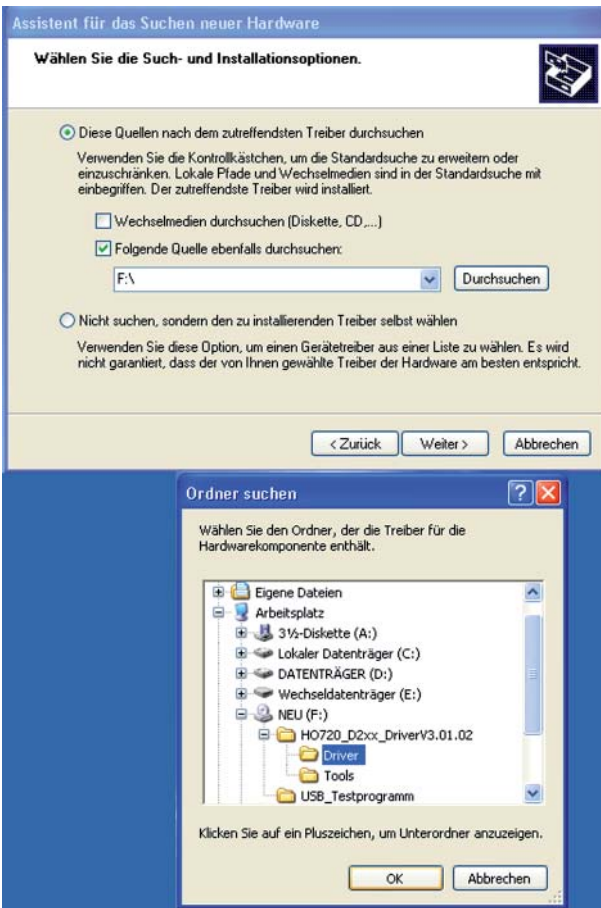 Assistent für das Suchen neuer Hardware
Wählen Sie die Such- und Installationsoptionen.
Diese Quellen nach dem zutreffendsten Treiber durchsuchen
Verwenden Sie die Kontrollkästchen, um die Standardsuche zu erweitern oder
einzuschränken. Lokale Pfade und Wechselmedien sind in der Standardsuche mit
einbegriffen. Der zutreffendste Treiber wird installiert.
Wechselmedien durchsuchen (Diskette, CD,...)
Folgende Quelle ebenfalls durchsuchen:
F:\
Durchsuchen
Nicht suchen, sondern den zu installierenden Treiber selbst wählen
Verwenden Sie diese Option, um einen Gerätetreiber aus einer Liste zu wählen. Es wird
nicht garantiert, dass der von Ihnen gewählte Treiber der Hardware am besten entspricht.
< Zurück
Weiter >
Abbrechen
Ordner suchen
Wählen Sie den Ordner, der die Treiber für die
Hardwarekomponente enthält.
Eigene Dateien
Arbeitsplatz
3½-Diskette (A:)
Lokaler Datenträger (C:)
DATENTRÄGER (D:)
Wechseldatenträger (E:)
NEU (F:)
HO720_D2xx_DriverV3.01.02
Driver
Tools
USB_Testprogramm
Klicken Sie auf ein Pluszeichen, um Unterordner anzuzeigen.
OK
Abbrechen